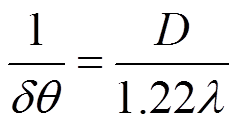 1/δθ = D/1.22λ